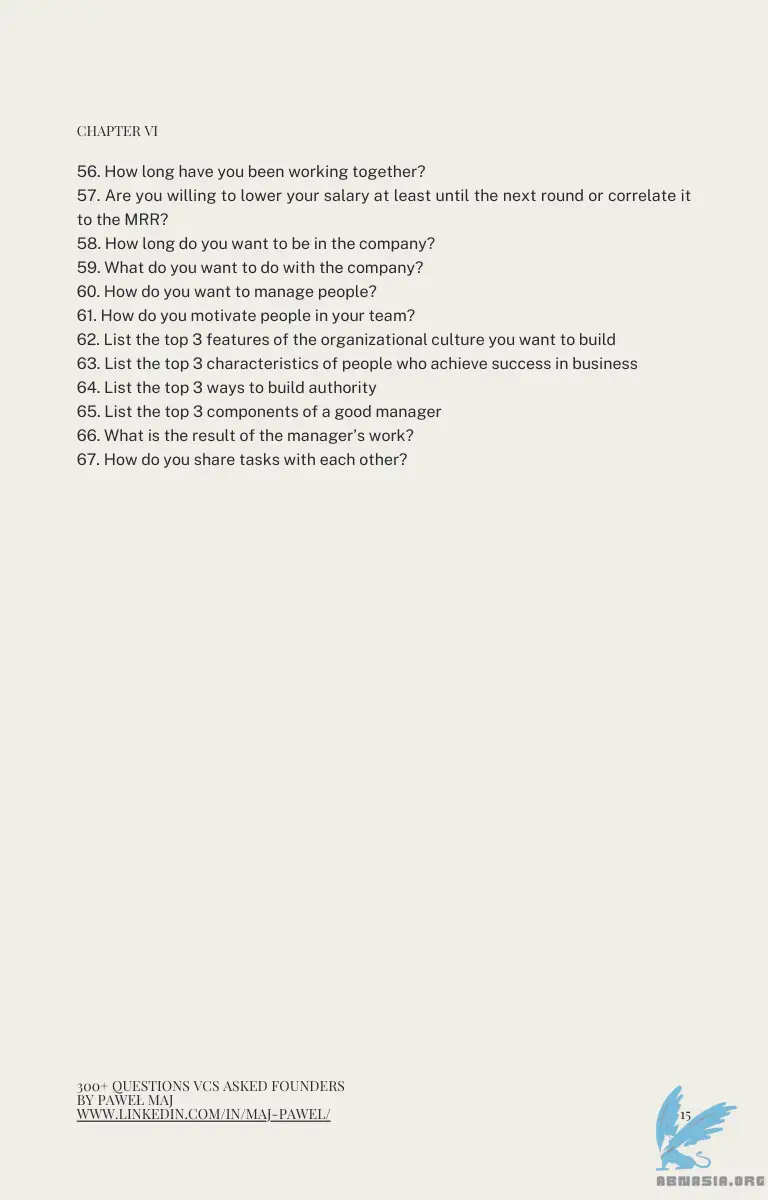 CHAPTER VI
56. How long have you been working together?
57. Are you willing to lower your salary at least until the next round or correlate it
to the MRR?
58. How long do you want to be in the company?
59. What do you want to do with the company?
60. How do you want to manage people?
61. How do you motivate people in your team?
62. List the top 3 features of the organizational culture you want to build
63. List the top 3 characteristics of people who achieve success in business
64. List the top 3 ways to build authority
65. List the top 3 components of a good manager
66. What is the result of the manager’s work?
67. How do you share tasks with each other?
300+ QUESTIONS VCS ASKED FOUNDERS
BY PAWEŁ MAJ
WWW.LINKEDIN.COM/IN/MAJ-PAWEL/
15
ABNASIA.ORG